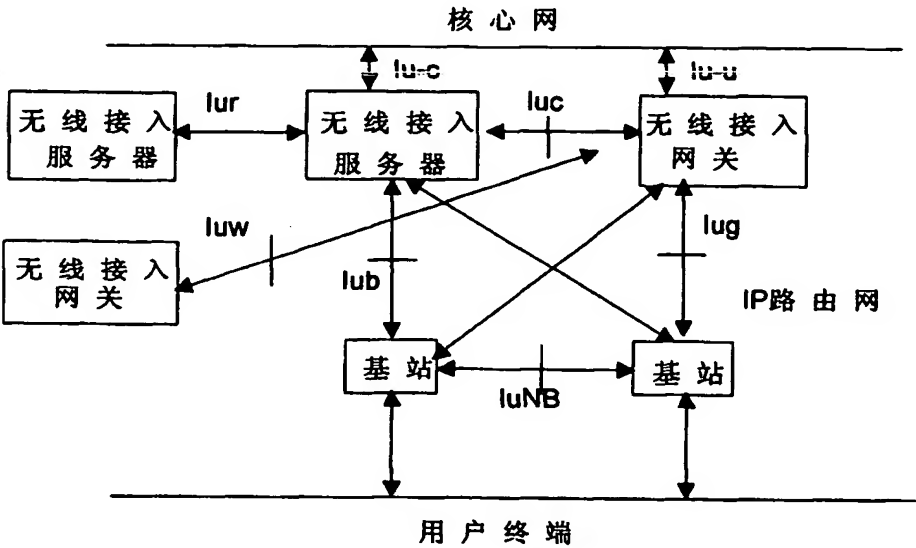 核心网
Iu-c
Iu-u
无线接入
服务器
Iur
无线接入
服务器
Iuc
无线接入
网关
Iuw
Iug
无线接入
网关
Iub
IP路由网
基站
基站
IuNB
用户终端